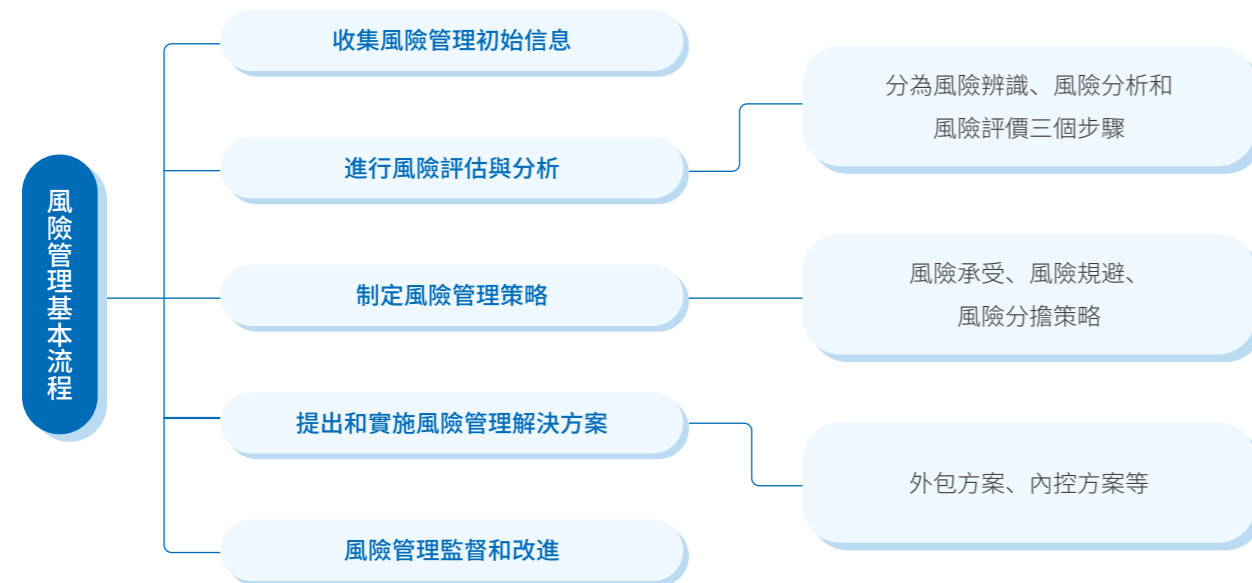 風險管理基本流程
收集風險管理初始信息
進行風險評估與分析
分為風險辨識、風險分析和
風險評價三個步驟
制定風險管理策略
風險承受、風險規避、
風險分擔策略
提出和實施風險管理解決方案
外包方案、內控方案等
風險管理監督和改進